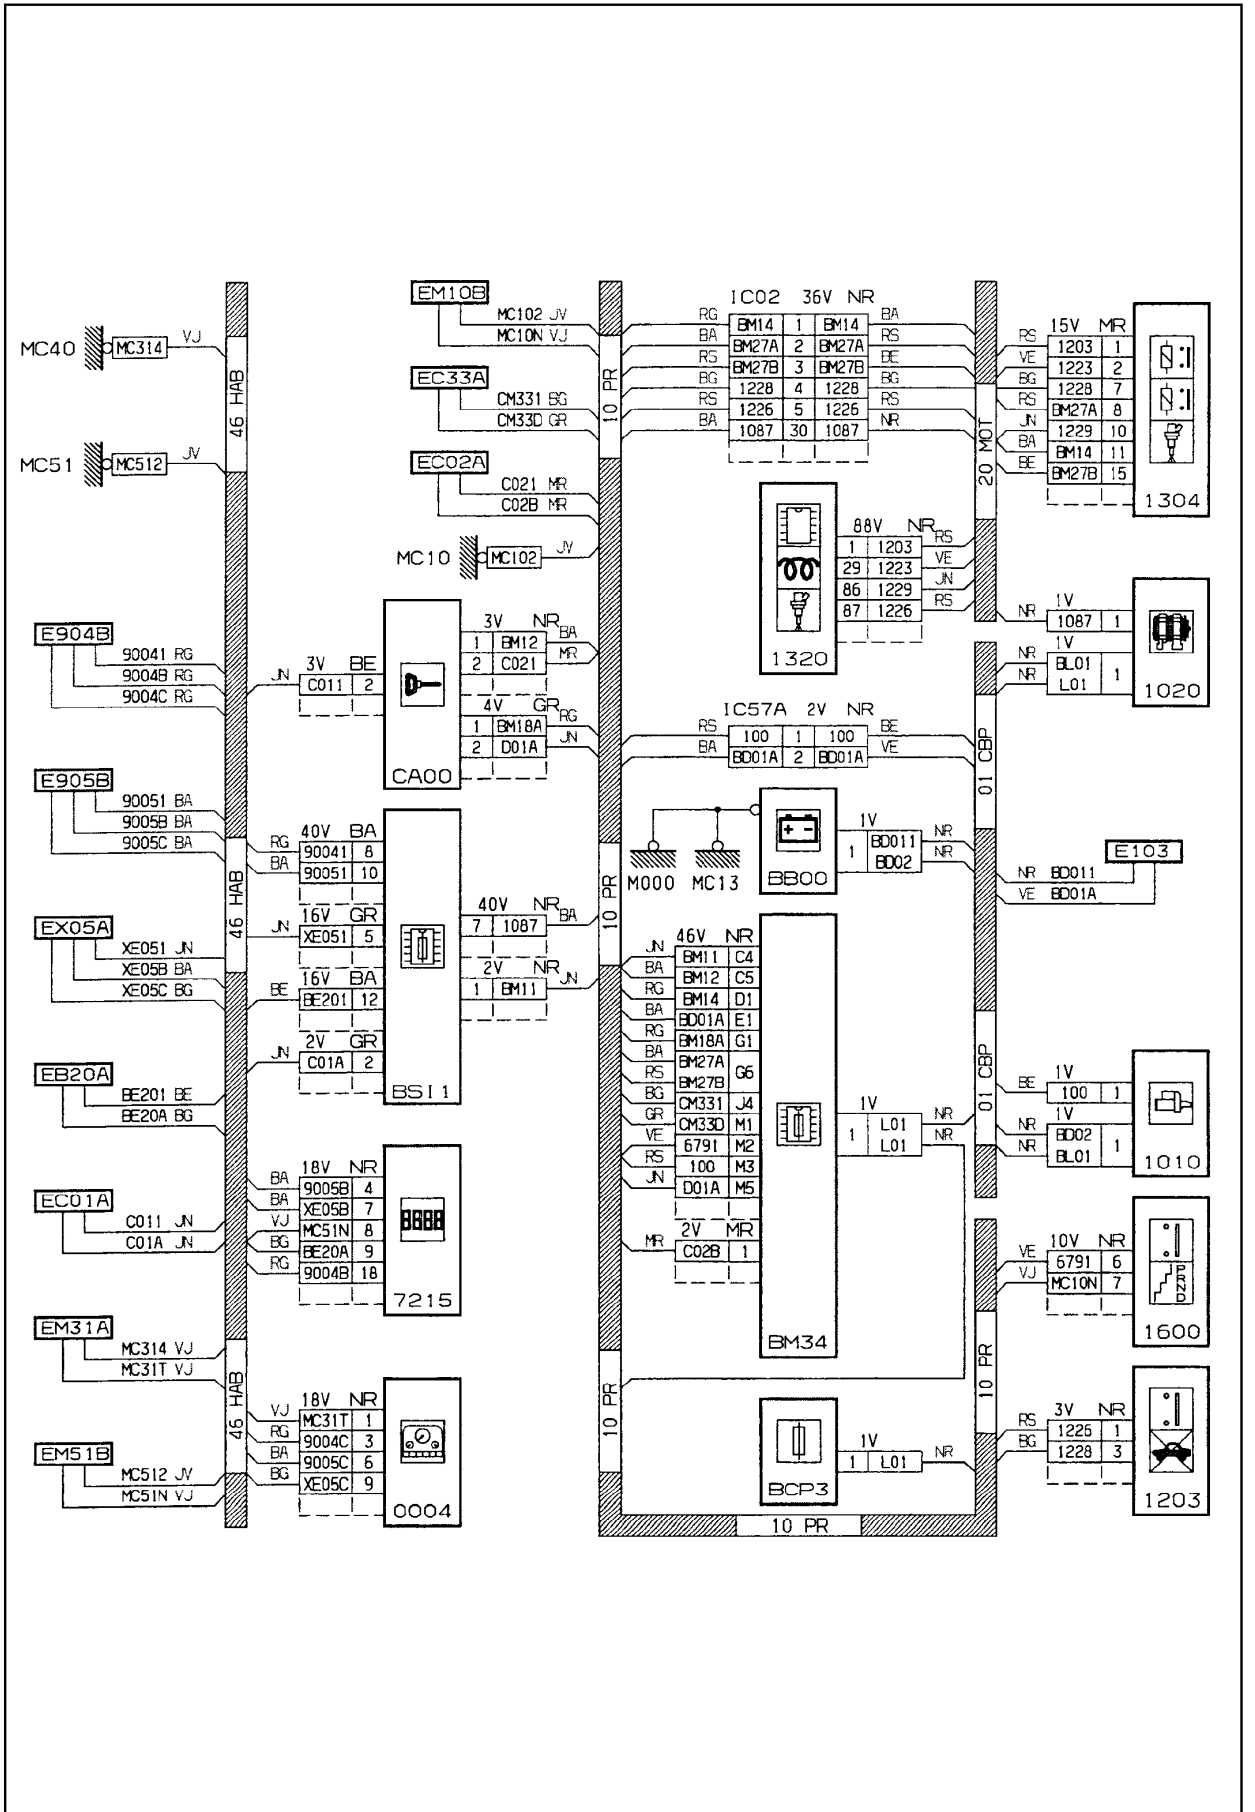 MC40 MC314 VJ
MC51 MC512 JV
46 HAB
E904B
90041 RG
9004B RG
9004C RG
E905B
90051 BA
9005B BA
9005C BA
46 HAB
EX05A
XE051 JN
XE05B BA
XE05C BG
EB20A
BE201 BE
BE20A BG
EC01A
C011 JN
C01A JN
EM31A
MC314 VJ
MC31T VJ
46 HAB
EM51B
MC512 JV
MC51N VJ
EM10B
MC102 JV
MC10N VJ
EC33A
CM331 BG
CM33D GR
EC02A
C021 MR
C02B MR
MC10 MC102 JV
10 PR
3V BE
JN C011 2
3V NR
1 BM12 BA
2 C021 MR
4V GR
1 BM18A RG
2 D01A JN
CA00
40V BA
RG 90041 8
BA 90051 10
16V GR
JN XE051 5
16V BA
BE BE201 12
2V GR
JN C01A 2
40V NR
7 1087 BA
2V NR
1 BM11 JN
BSI1
10 PR
18V NR
BA 9005B 4
BA XE05B 7
VJ MC51N 8
BG BE20A 9
RG 9004B 18
7215
18V NR
VJ MC31T 1
RG 9004C 3
BA 9005C 6
BG XE05C 9
0004
IC02 36V NR
RG BM14 1 BM14 BA
BA BM27A 2 BM27A RS
RS BM27B 3 BM27B BE
BG 1228 4 1228 BG
RS 1226 5 1226 RS
BA 1087 30 1087 NR
20 MOT
88V NR
1 1203 RS
29 1223 VE
86 1229 JN
87 1226 RS
1320
IC57A 2V NR
RS 100 1 100 BE
BA BD01A 2 BD01A VE
01 CBP
M000 MC13
BB00
1V
1 BD011 NR
BD02 NR
46V NR
JN BM11 C4
BA BM12 C5
RG BM14 D1
BA BD01A E1
RG BM18A G1
BA BM27A G6
RS BM27B
BG CM331 J4
GR CM33D M1
VE 6791 M2
RS 100 M3
JN D01A M5
2V MR
MR C02B 1
1V
1 L01 NR
L01 NR
BM34
10 PR
BCP3
1V
1 L01 NR
10 PR
15V MR
RS 1203 1
VE 1223 2
BG 1228 7
RS BM27A 8
JN 1229 10
BA BM14 11
BE BM27B 15
1304
1V
NR 1087 1
1V
NR BL01 1
NR L01
1020
E103
NR BD011
VE BD01A
01 CBP
1V
BE 100 1
1V
NR BD02 1
NR BL01
1010
10V NR
VE 6791 6
VJ MC10N 7
P
R
N
D
1600
10 PR
3V NR
RS 1226 1
BG 1228 3
1203